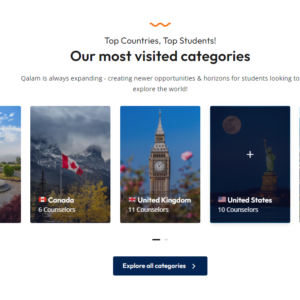 Top Countries, Top Students!
Our most visited categories
Qalam is always expanding - creating newer opportunities & horizons for students looking to
explore the world!
Canada
6 Counselors
United Kingdom
11 Counselors
United States
10 Counselors
Explore all categories